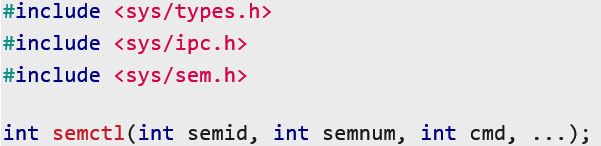 #include <sys/types.h>
#include <sys/ipc.h>
#include <sys/sem.h>
int semctl(int semid, int semnum, int cmd, ...);